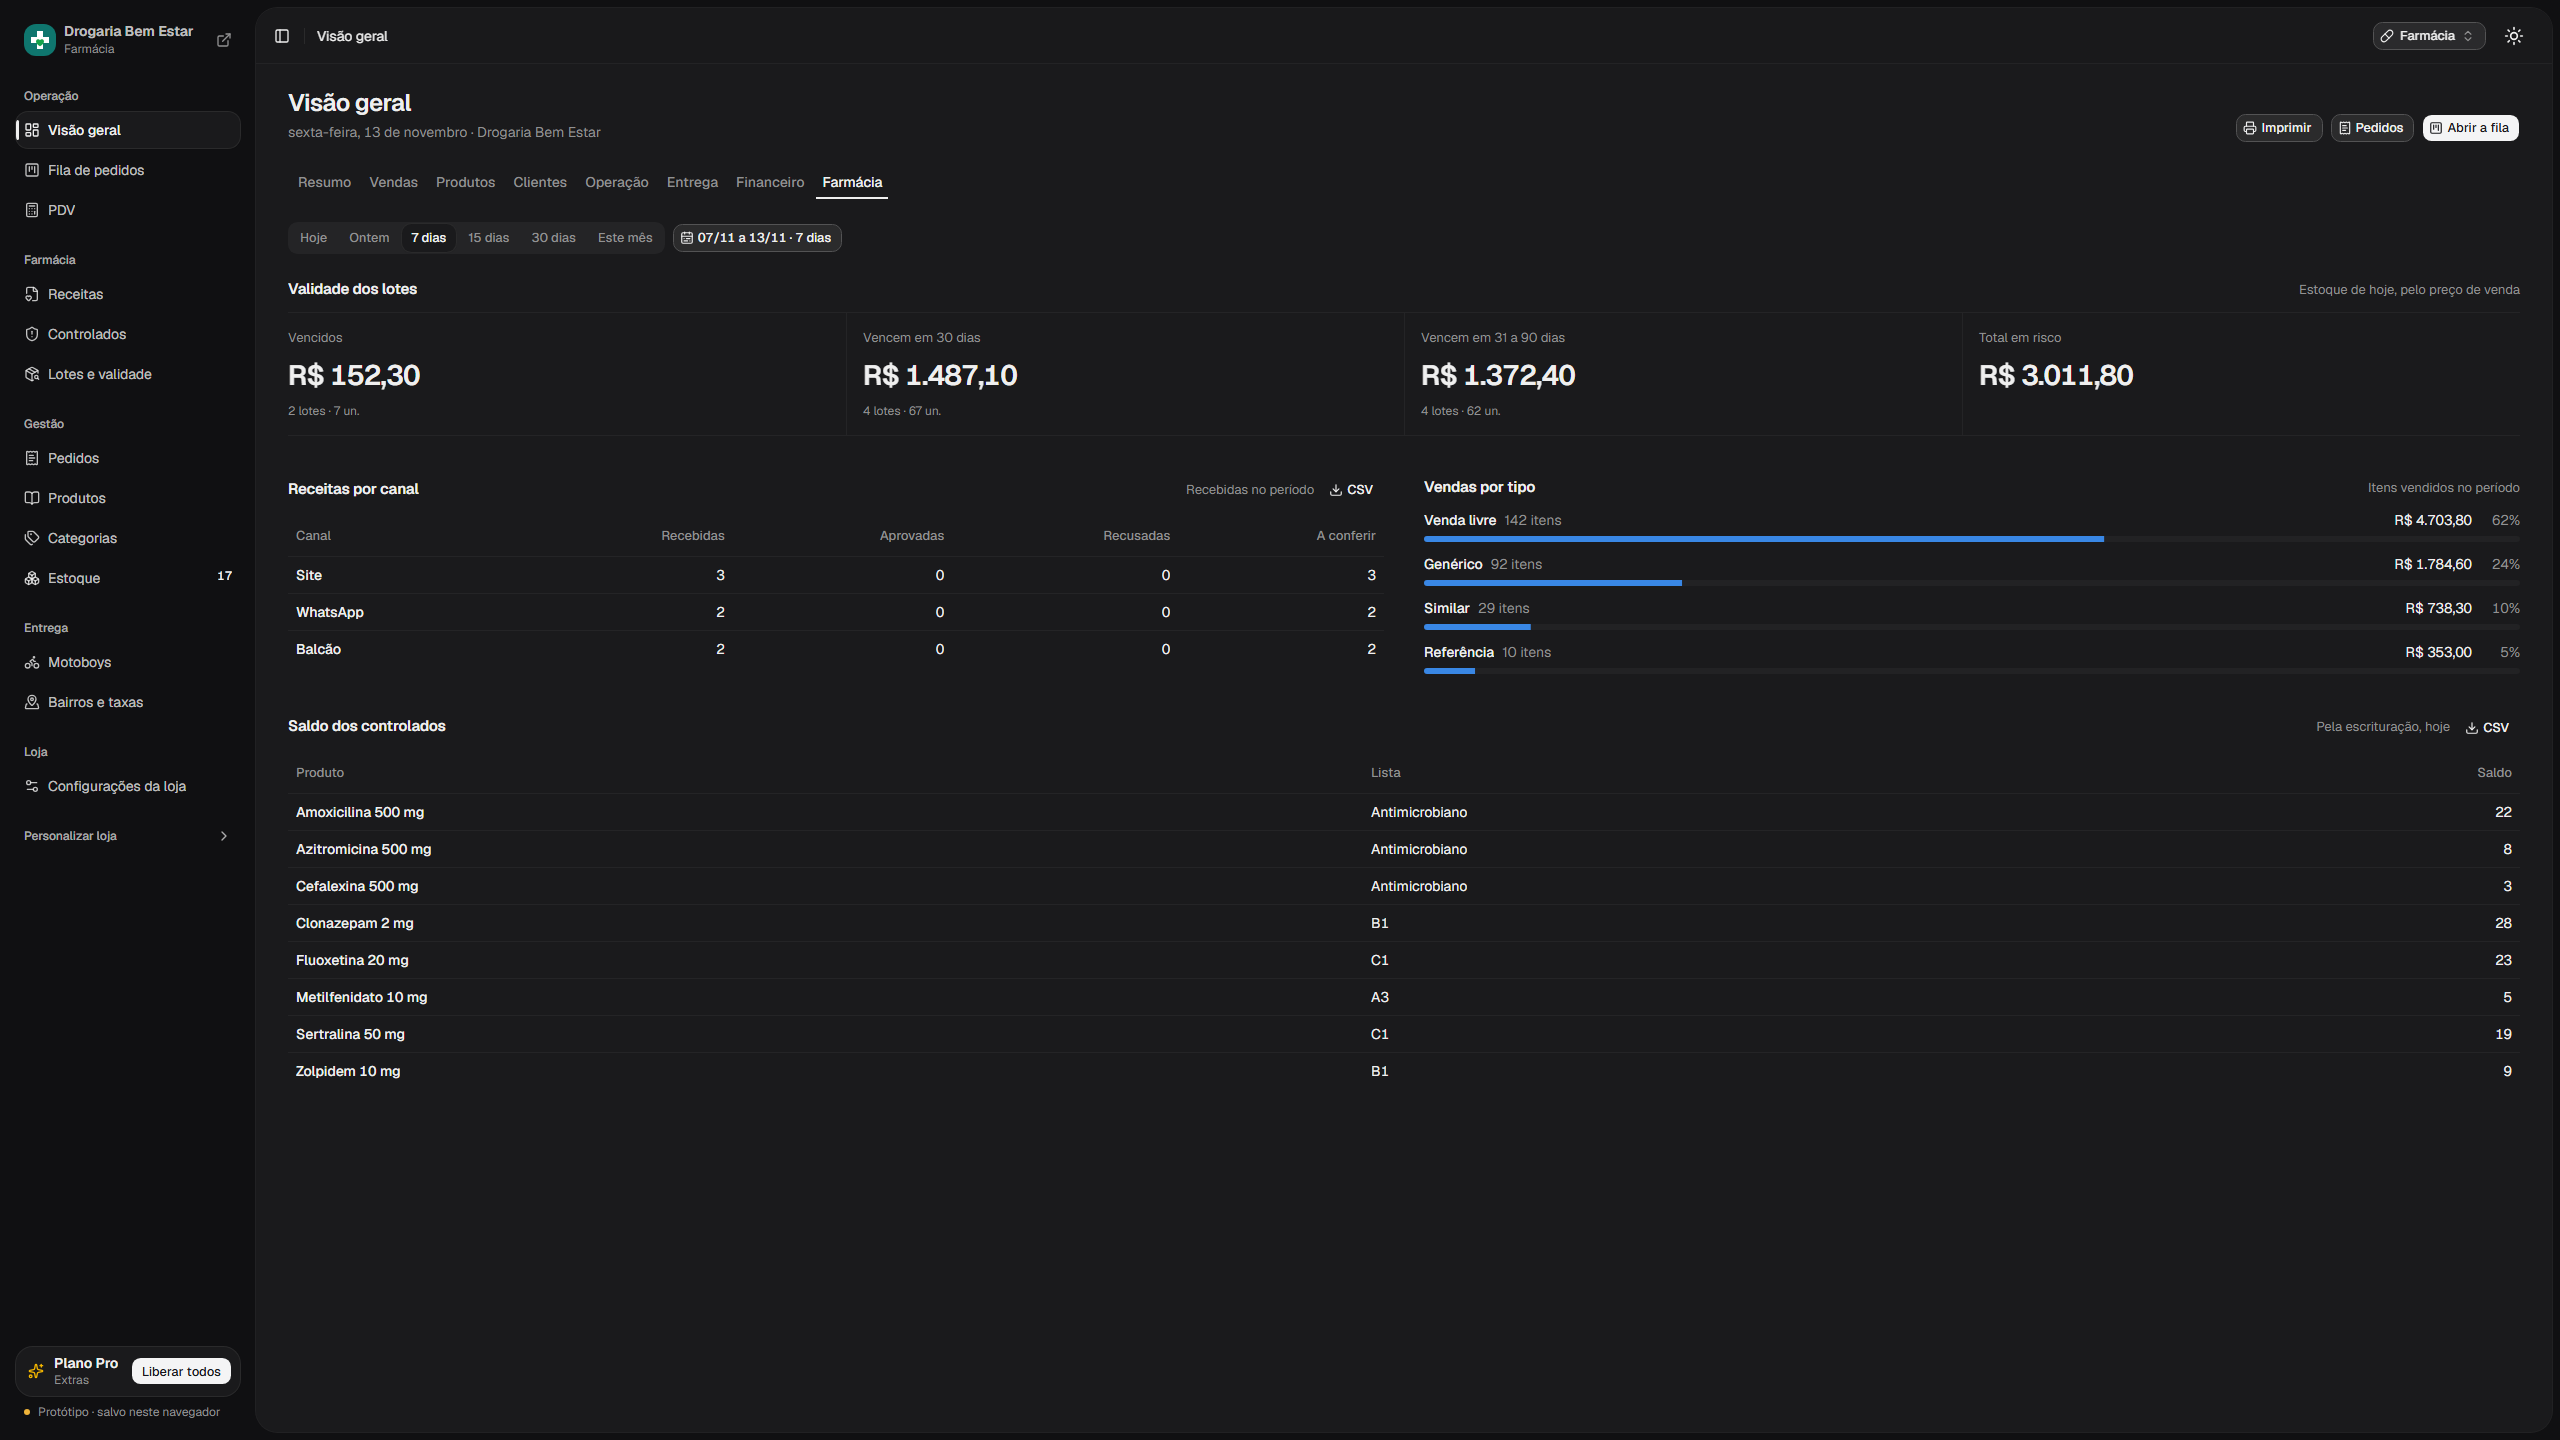 Drogaria Bem Estar
Farmácia
Operação
Visão geral
Fila de pedidos
PDV
Farmácia
Receitas
Controlados
Lotes e validade
Gestão
Pedidos
Produtos
Categorias
Estoque 17
Entrega
Motoboys
Bairros e taxas
Loja
Configurações da loja
Personalizar loja
Plano Pro
Extras
Liberar todos
Protótipo · salvo neste navegador
Visão geral
Farmácia
Visão geral
sexta-feira, 13 de novembro · Drogaria Bem Estar
Imprimir Pedidos Abrir a fila
Resumo Vendas Produtos Clientes Operação Entrega Financeiro Farmácia
Hoje Ontem 7 dias 15 dias 30 dias Este mês 07/11 a 13/11 · 7 dias
Validade dos lotes Estoque de hoje, pelo preço de venda
Vencidos
R$ 152,30
2 lotes · 7 un.
Vencem em 30 dias
R$ 1.487,10
4 lotes · 67 un.
Vencem em 31 a 90 dias
R$ 1.372,40
4 lotes · 62 un.
Total em risco
R$ 3.011,80
Receitas por canal Recebidas no período CSV
Canal Recebidas Aprovadas Recusadas A conferir
Site 3 0 0 3
WhatsApp 2 0 0 2
Balcão 2 0 0 2
Vendas por tipo Itens vendidos no período
Venda livre 142 itens R$ 4.703,80 62%
Genérico 92 itens R$ 1.784,60 24%
Similar 29 itens R$ 738,30 10%
Referência 10 itens R$ 353,00 5%
Saldo dos controlados Pela escrituração, hoje CSV
Produto Lista Saldo
Amoxicilina 500 mg Antimicrobiano 22
Azitromicina 500 mg Antimicrobiano 8
Cefalexina 500 mg Antimicrobiano 3
Clonazepam 2 mg B1 28
Fluoxetina 20 mg C1 23
Metilfenidato 10 mg A3 5
Sertralina 50 mg C1 19
Zolpidem 10 mg B1 9